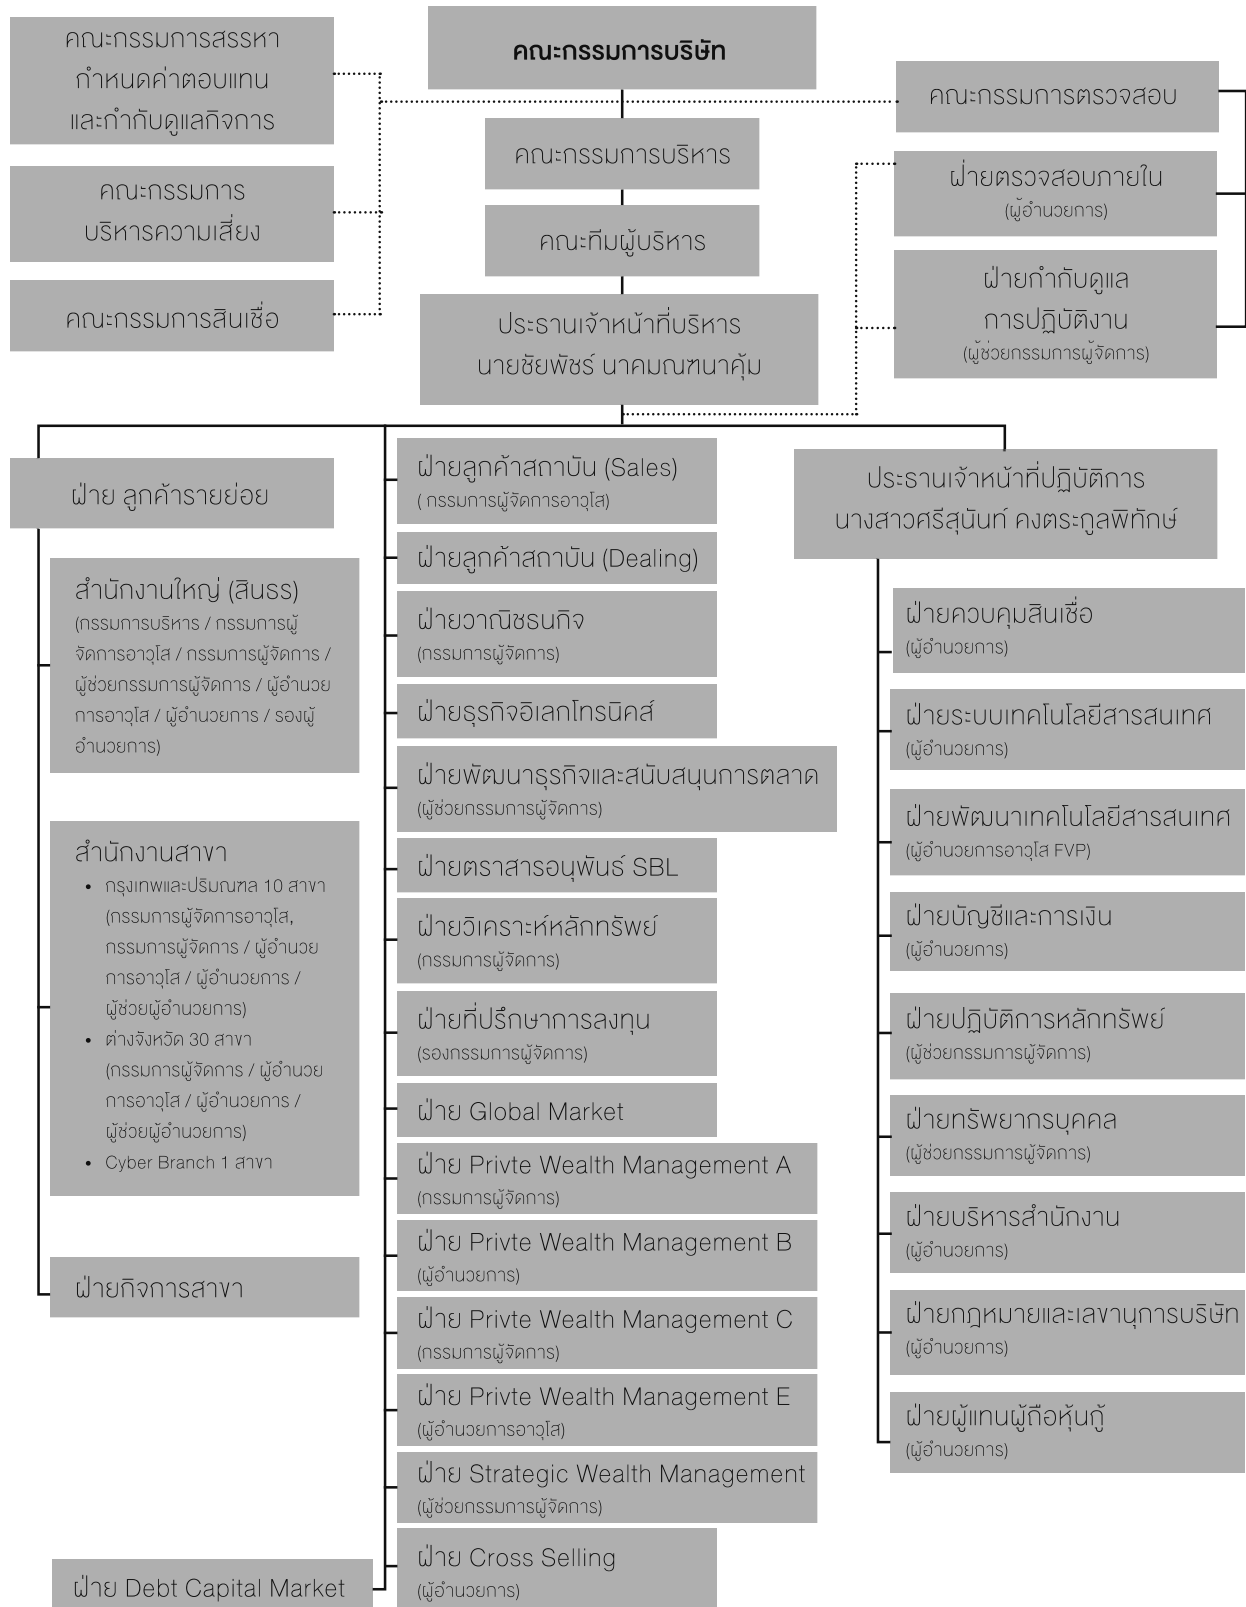 คณะกรรมการสรรหา
กำหนดค่าตอบแทน
และกำกับดูแลกิจการ
คณะกรรมการบริษัท
คณะกรรมการตรวจสอบ
คณะกรรมการบริหาร
คณะกรรมการ
บริหารความเสี่ยง
ฝ่ายตรวจสอบภายใน
(ผู้อำนวยการ)
คณะทีมผู้บริหาร
คณะกรรมการสินเชื่อ
ฝ่ายกำกับดูแล
การปฏิบัติงาน
(ผู้ช่วยกรรมการผู้จัดการ)
ประธานเจ้าหน้าที่บริหาร
นายชัยพัชร์ นาคมณฑนาคุ้ม
ฝ่าย ลูกค้ารายย่อย
สำนักงานใหญ่ (สินธร)
(กรรมการบริหาร / กรรมการผู้
จัดการอาวุโส / กรรมการผู้จัดการ /
ผู้ช่วยกรรมการผู้จัดการ / ผู้อำนวย
การอาวุโส / ผู้อำนวยการ / รองผู้
อำนวยการ)
สำนักงานสาขา
• กรุงเทพและปริมณฑล 10 สาขา
(กรรมการผู้จัดการอาวุโส,
กรรมการผู้จัดการ / ผู้อำนวย
การอาวุโส / ผู้อำนวยการ /
ผู้ช่วยผู้อำนวยการ)
• ต่างจังหวัด 30 สาขา
(กรรมการผู้จัดการ / ผู้อำนวย
การอาวุโส / ผู้อำนวยการ /
ผู้ช่วยผู้อำนวยการ)
• Cyber Branch 1 สาขา
ฝ่ายกิจการสาขา
ฝ่าย Debt Capital Market
ฝ่ายลูกค้าสถาบัน (Sales)
( กรรมการผู้จัดการอาวุโส)
ฝ่ายลูกค้าสถาบัน (Dealing)
ฝ่ายวาณิชธนกิจ
(กรรมการผู้จัดการ)
ฝ่ายธุรกิจอิเลกโทรนิคส์
ฝ่ายพัฒนาธุรกิจและสนับสนุนการตลาด
(ผู้ช่วยกรรมการผู้จัดการ)
ฝ่ายตราสารอนุพันธ์ SBL
ฝ่ายวิเคราะห์หลักทรัพย์
(กรรมการผู้จัดการ)
ฝ่ายที่ปรึกษาการลงทุน
(รองกรรมการผู้จัดการ)
ฝ่าย Global Market
ฝ่าย Privte Wealth Management A
(กรรมการผู้จัดการ)
ฝ่าย Privte Wealth Management B
(ผู้อำนวยการ)
ฝ่าย Privte Wealth Management C
(กรรมการผู้จัดการ)
ฝ่าย Privte Wealth Management E
(ผู้อำนวยการอาวุโส)
ฝ่าย Strategic Wealth Management
(ผู้ช่วยกรรมการผู้จัดการ)
ฝ่าย Cross Selling
(ผู้อำนวยการ)
ประธานเจ้าหน้าที่ปฏิบัติการ
นางสาวศรีสุนันท์ คงตระกูลพิทักษ์
ฝ่ายควบคุมสินเชื่อ
(ผู้อำนวยการ)
ฝ่ายระบบเทคโนโลยีสารสนเทศ
(ผู้อำนวยการ)
ฝ่ายพัฒนาเทคโนโลยีสารสนเทศ
(ผู้อำนวยการอาวุโส FVP)
ฝ่ายบัญชีและการเงิน
(ผู้อำนวยการ)
ฝ่ายปฏิบัติการหลักทรัพย์
(ผู้ช่วยกรรมการผู้จัดการ)
ฝ่ายทรัพยากรบุคคล
(ผู้ช่วยกรรมการผู้จัดการ)
ฝ่ายบริหารสำนักงาน
(ผู้อำนวยการ)
ฝ่ายกฎหมายและเลขานุการบริษัท
(ผู้อำนวยการ)
ฝ่ายผู้แทนผู้ถือหุ้นกู้
(ผู้อำนวยการ)